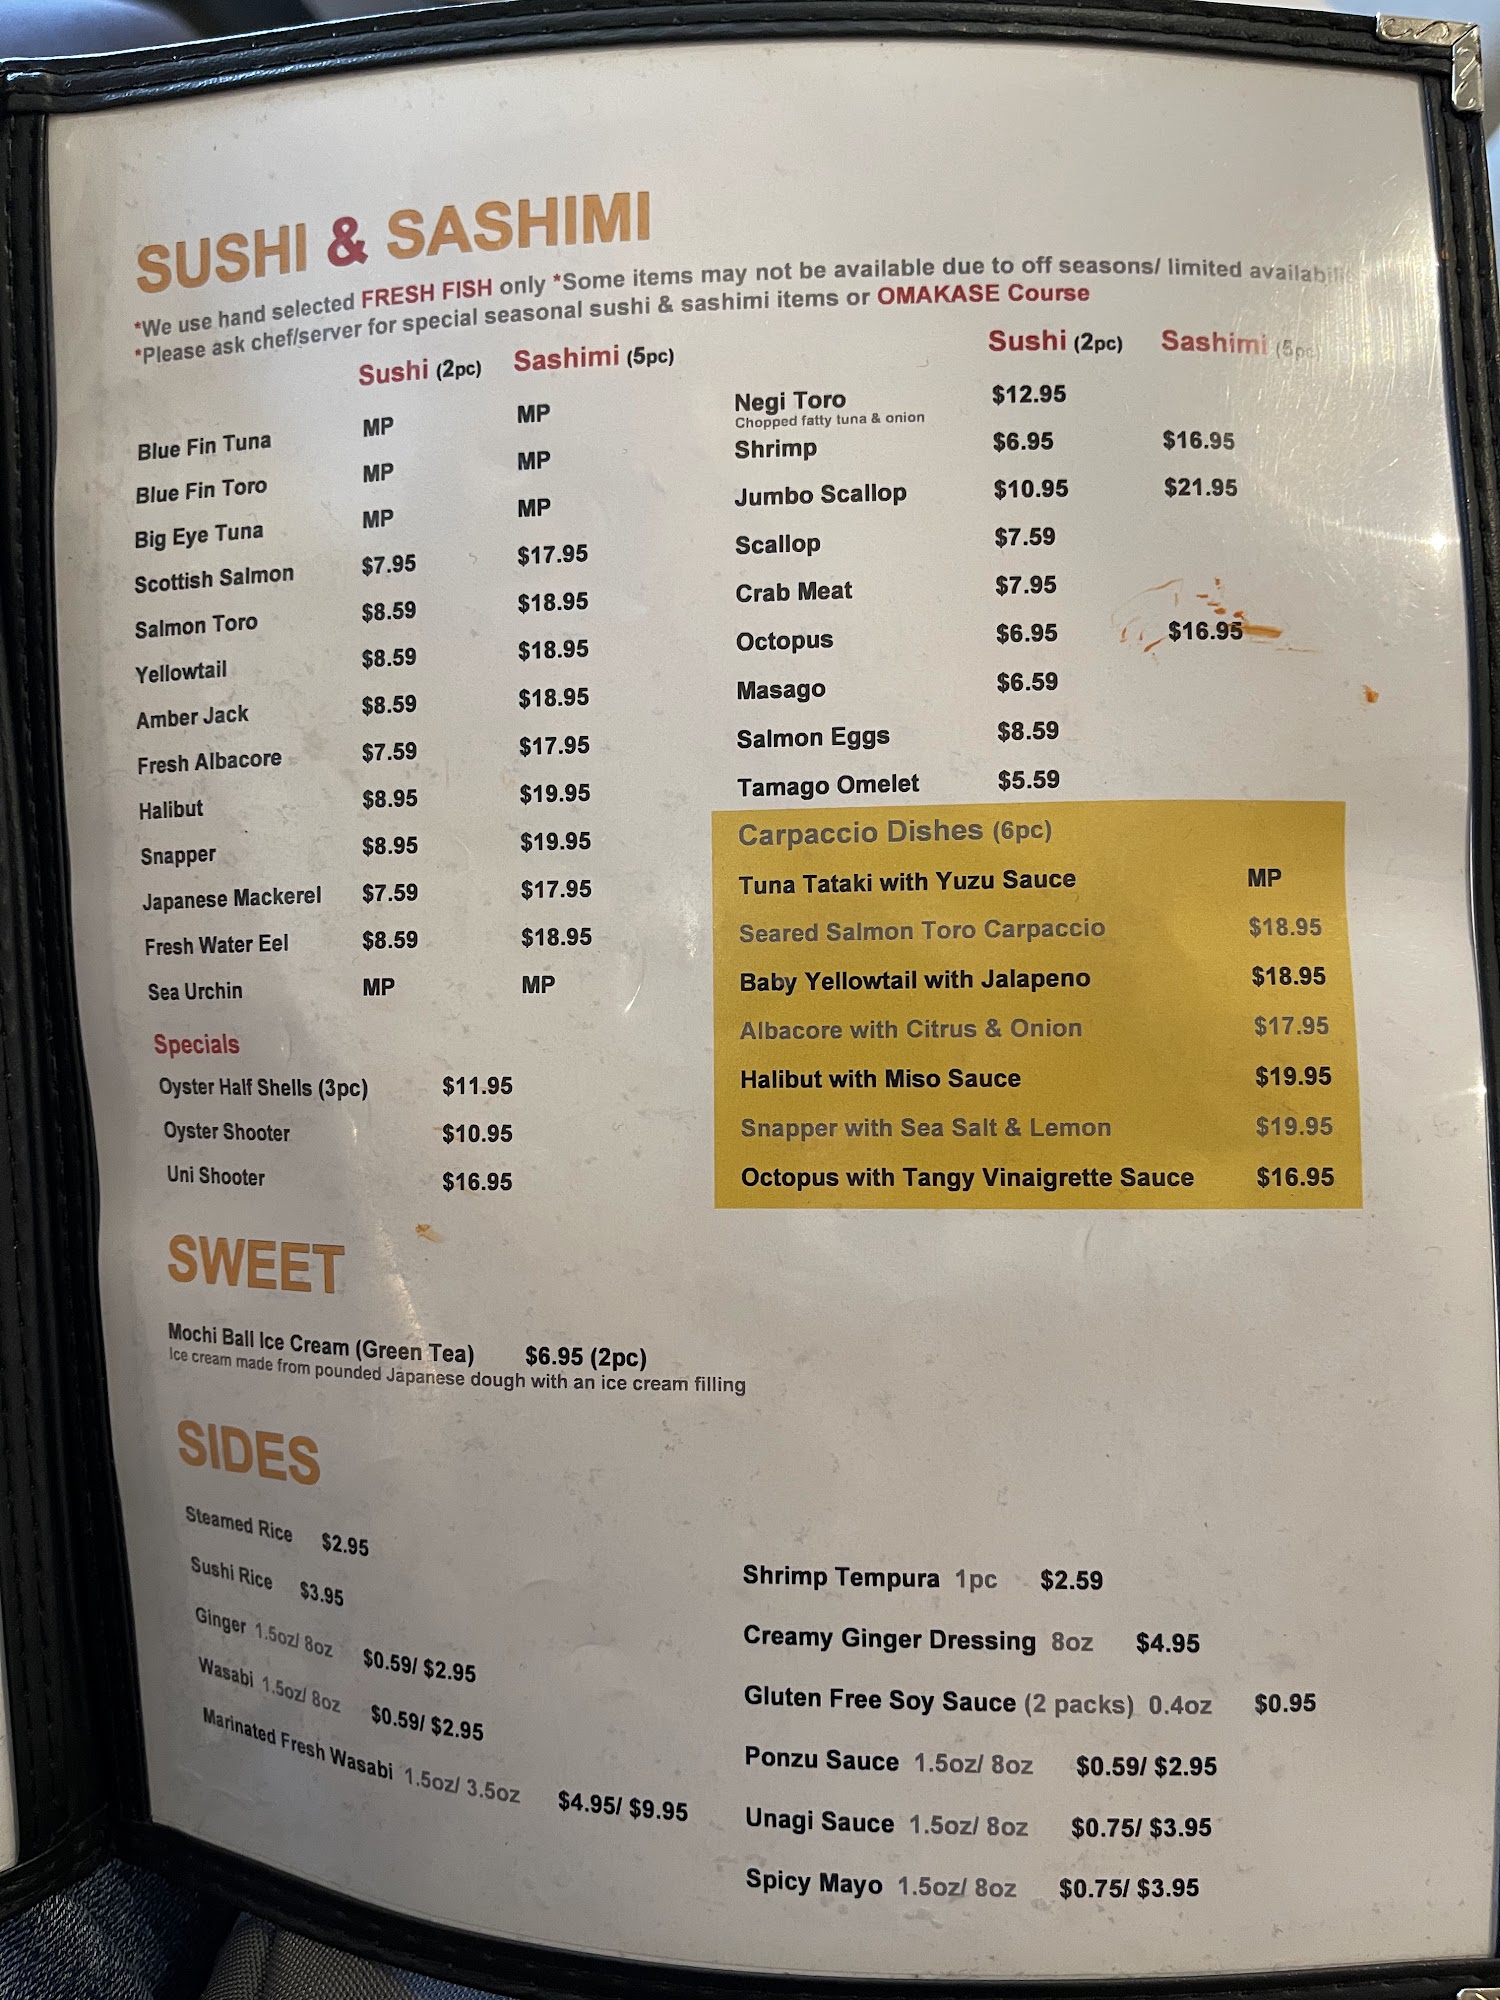 SUSHI & SASHIMI
*We use hand selected FRESH FISH only *Some items may not be available due to off seasons/ limited
*Please ask chef/server for special seasonal sushi & sashimi items or OMAKASE Course
Sushi (2pc) Sashimi (5pc)
Blue Fin Tuna MP MP
Blue Fin Toro MP MP
Big Eye Tuna MP MP
Scottish Salmon $7.95 $17.95
Salmon Toro $8.59 $18.95
Yellowtail $8.59 $18.95
Amber Jack $8.59 $18.95
Fresh Albacore $7.59 $17.95
Halibut $8.95 $19.95
Snapper $8.95 $19.95
Japanese Mackerel $7.59 $17.95
Fresh Water Eel $8.59 $18.95
Sea Urchin MP MP
Specials
Oyster Half Shells (3pc) $11.95
Oyster Shooter $10.95
Uni Shooter $16.95
Sushi (2pc) Sashimi (5pc)
Negi Toro $12.95
Chopped fatty tuna & onion
Shrimp $6.95 $16.95
Jumbo Scallop $10.95 $21.95
Scallop $7.59
Crab Meat $7.95
Octopus $6.95 $16.95
Masago $6.59
Salmon Eggs $8.59
Tamago Omelet $5.59
Carpaccio Dishes (6pc)
Tuna Tataki with Yuzu Sauce MP
Seared Salmon Toro Carpaccio $18.95
Baby Yellowtail with Jalapeno $18.95
Albacore with Citrus & Onion $17.95
Halibut with Miso Sauce $19.95
Snapper with Sea Salt & Lemon $19.95
Octopus with Tangy Vinaigrette Sauce $16.95
SWEET
Mochi Ball Ice Cream (Green Tea) $6.95 (2pc)
Ice cream made from pounded Japanese dough with an ice cream filling
SIDES
Steamed Rice $2.95
Sushi Rice $3.95
Ginger 1.5oz/ 8oz $0.59/ $2.95
Wasabi 1.5oz/ 8oz $0.59/ $2.95
Marinated Fresh Wasabi 1.5oz/ 3.5oz $4.95/ $9.95
Shrimp Tempura 1pc $2.59
Creamy Ginger Dressing 8oz $4.95
Gluten Free Soy Sauce (2 packs) 0.4oz $0.95
Ponzu Sauce 1.5oz/ 8oz $0.59/ $2.95
Unagi Sauce 1.5oz/ 8oz $0.75/ $3.95
Spicy Mayo 1.5oz/ 8oz $0.75/ $3.95